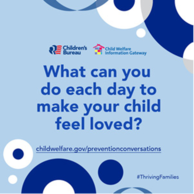 Children's
Bureau
Child Welfare
Information Gateway
What can you
do each day to
make your child
feel loved?
childwelfare.gov/preventionconversations
#ThrivingFamilies